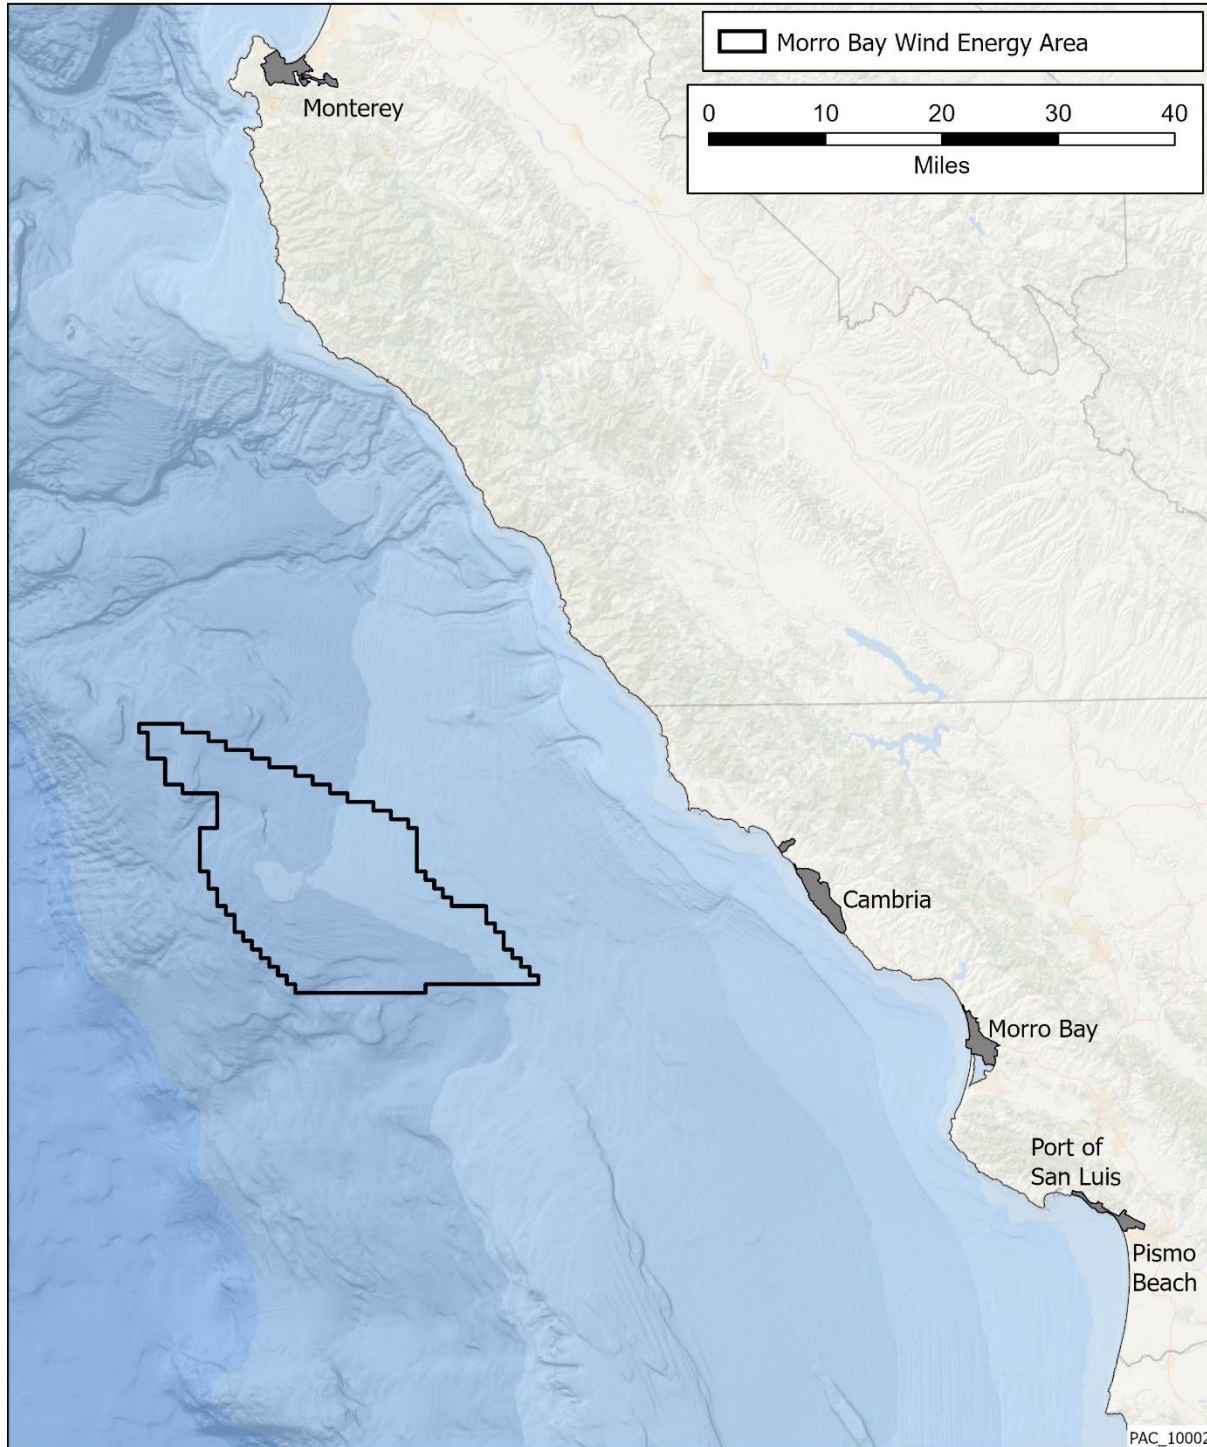 Morro Bay Wind Energy Area
0 10 20 30 40
Miles
Monterey
Cambria
Morro Bay
Port of
San Luis
Pismo
Beach
PAC_10002